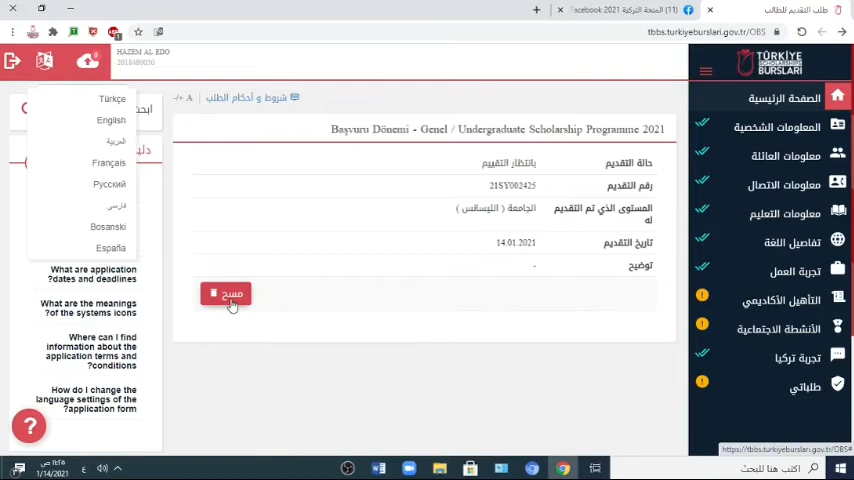 طلب التقديم للطالب
المنحة التركية 2021 Facebook
tbbs.turkiyeburslari.gov.tr/OBS
HAZEM AL EDO
2018480030
TÜRKİYE
SCHOLARSHIPS
BURSLARI
شروط و أحكام الطلب
A +/-
الصفحة الرئيسية
المعلومات الشخصية
معلومات العائلة
معلومات الاتصال
معلومات التعليم
تفاصيل اللغة
تجربة العمل
التأهيل الأكاديمي
الأنشطة الاجتماعية
تجربة تركيا
طلباتي
Başvuru Dönemi - Genel / Undergraduate Scholarship Programme 2021
حالة التقديم بانتظار التقييم
رقم التقديم 21SY002425
المستوى الذي تم التقديم له الجامعة ( الليسانس )
تاريخ التقديم 14.01.2021
توضيح -
مسح
Türkçe
English
العربية
Français
Русский
فارسی
Bosanski
España
What are application
dates and deadlines?
What are the meanings
of the systems icons?
Where can I find
information about the
application terms and
conditions?
How do I change the
language settings of the
application form?
?
https://tbbs.turkiyeburslari.gov.tr/OBS#
اكتب هنا للبحث
ع
1/14/2021